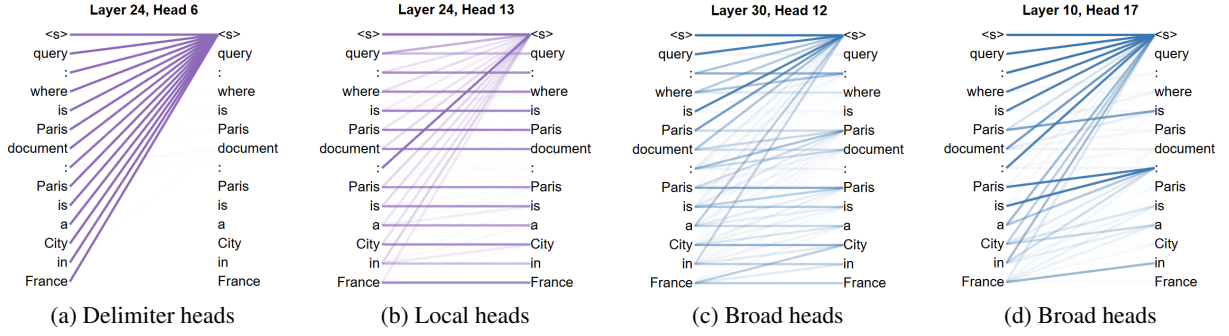 Layer 24, Head 6
<s> <s>
query query
: :
where where
is is
Paris Paris
document document
: :
Paris Paris
is is
a a
City City
in in
France France
(a) Delimiter heads
Layer 24, Head 13
<s> <s>
query query
: :
where where
is is
Paris Paris
document document
: :
Paris Paris
is is
a a
City City
in in
France France
(b) Local heads
Layer 30, Head 12
<s> <s>
query query
: :
where where
is is
Paris Paris
document document
: :
Paris Paris
is is
a a
City City
in in
France France
(c) Broad heads
Layer 10, Head 17
<s> <s>
query query
: :
where where
is is
Paris Paris
document document
: :
Paris Paris
is is
a a
City City
in in
France France
(d) Broad heads